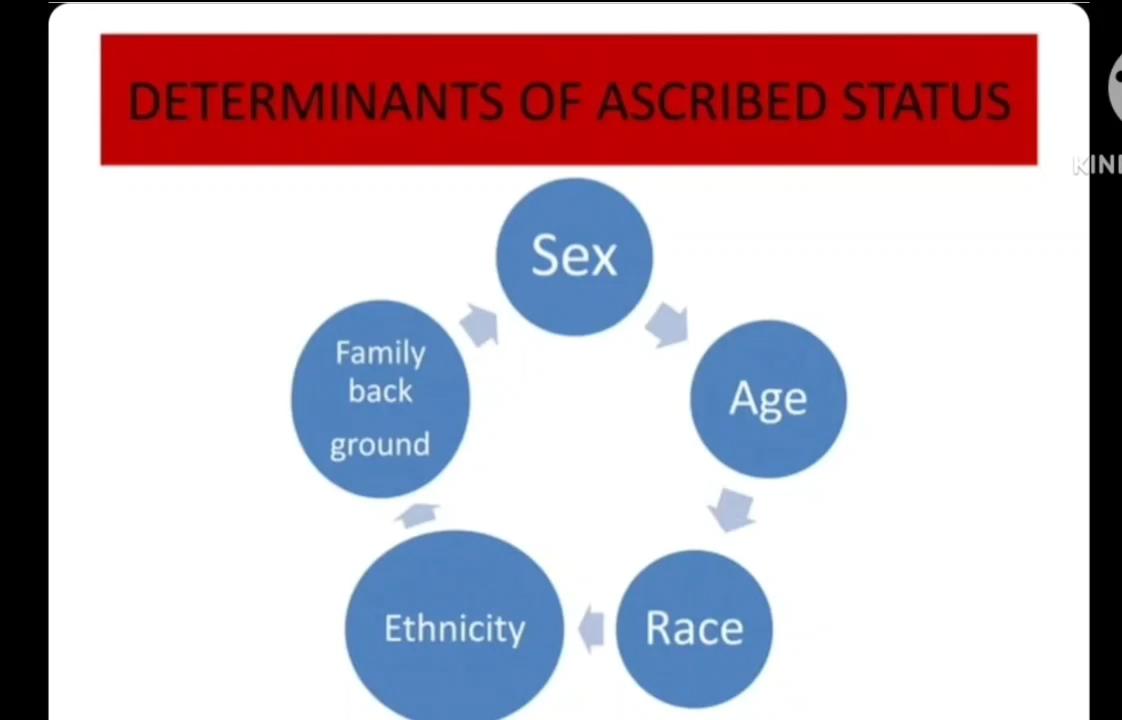 DETERMINANTS OF ASCRIBED STATUS
Sex
Age
Race
Ethnicity
Family
back
ground